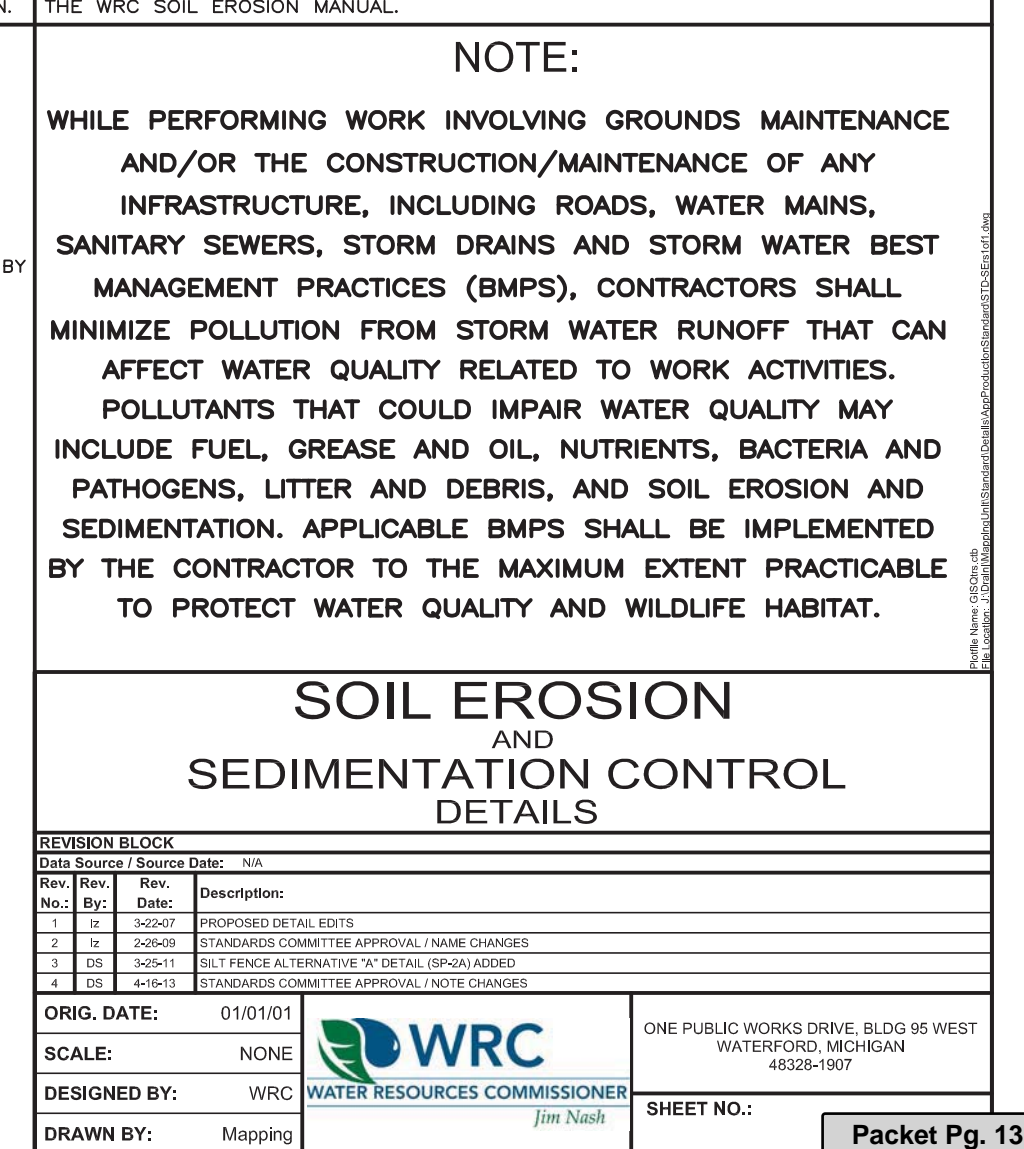 N.
THE WRC SOIL EROSION MANUAL.
BY
NOTE:
WHILE PERFORMING WORK INVOLVING GROUNDS MAINTENANCE
AND/OR THE CONSTRUCTION/MAINTENANCE OF ANY
INFRASTRUCTURE, INCLUDING ROADS, WATER MAINS,
SANITARY SEWERS, STORM DRAINS AND STORM WATER BEST
MANAGEMENT PRACTICES (BMPS), CONTRACTORS SHALL
MINIMIZE POLLUTION FROM STORM WATER RUNOFF THAT CAN
AFFECT WATER QUALITY RELATED TO WORK ACTIVITIES.
POLLUTANTS THAT COULD IMPAIR WATER QUALITY MAY
INCLUDE FUEL, GREASE AND OIL, NUTRIENTS, BACTERIA AND
PATHOGENS, LITTER AND DEBRIS, AND SOIL EROSION AND
SEDIMENTATION. APPLICABLE BMPS SHALL BE IMPLEMENTED
BY THE CONTRACTOR TO THE MAXIMUM EXTENT PRACTICABLE
TO PROTECT WATER QUALITY AND WILDLIFE HABITAT.
Plotfile Name: GISQtrs.ctb
File Location: J:\Drain\MappingUnit\Standard\Details\AppProductionStandard\STD-SErs1of1.dwg
SOIL EROSION
AND
SEDIMENTATION CONTROL
DETAILS
REVISION BLOCK
Data Source / Source Date: N/A
Rev. No.: Rev. By: Rev. Date: Description:
1 lz 3-22-07 PROPOSED DETAIL EDITS
2 lz 2-26-09 STANDARDS COMMITTEE APPROVAL / NAME CHANGES
3 DS 3-25-11 SILT FENCE ALTERNATIVE "A" DETAIL (SP-2A) ADDED
4 DS 4-16-13 STANDARDS COMMITTEE APPROVAL / NOTE CHANGES
ORIG. DATE: 01/01/01
SCALE: NONE
DESIGNED BY: WRC
DRAWN BY: Mapping
WRC
WATER RESOURCES COMMISSIONER
Jim Nash
ONE PUBLIC WORKS DRIVE, BLDG 95 WEST
WATERFORD, MICHIGAN
48328-1907
SHEET NO.:
Packet Pg. 13